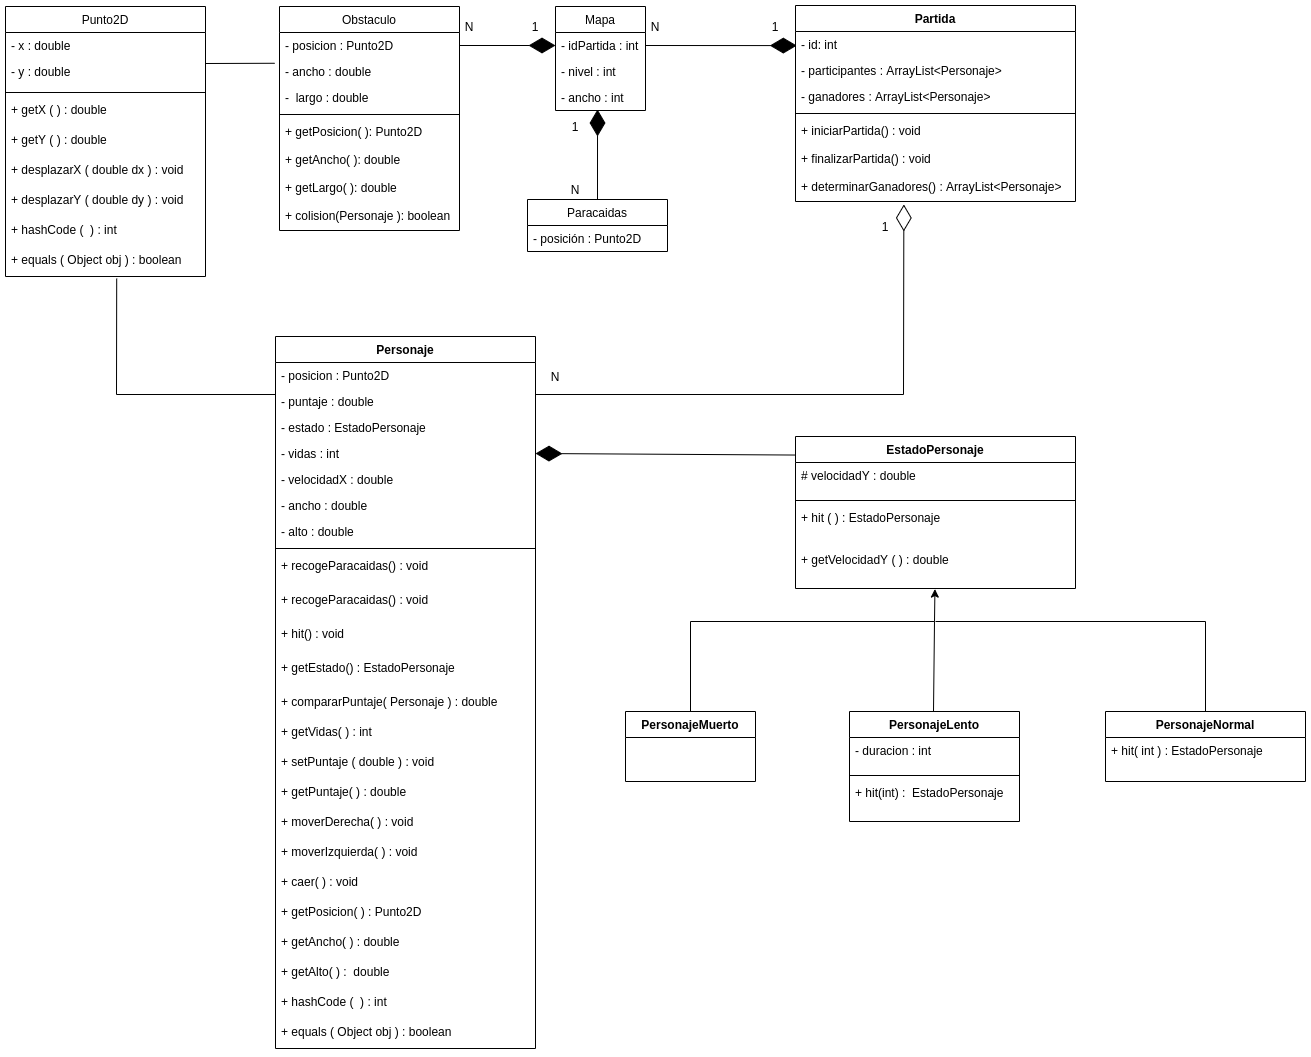 Punto2D
- x : double
- y : double
+ getX ( ) : double
+ getY ( ) : double
+ desplazarX ( double dx ) : void
+ desplazarY ( double dy ) : void
+ hashCode (  ) : int
+ equals ( Object obj ) : boolean
Obstaculo
- posicion : Punto2D
- ancho : double
-  largo : double
+ getPosicion( ): Punto2D
+ getAncho( ): double
+ getLargo( ): double
+ colision(Personaje ): boolean
N
1
Mapa
- idPartida : int
- nivel : int
- ancho : int
N
1
Partida
- id: int
- participantes : ArrayList<Personaje>
- ganadores : ArrayList<Personaje>
+ iniciarPartida() : void
+ finalizarPartida() : void
+ determinarGanadores() : ArrayList<Personaje>
1
N
Paracaidas
- posición : Punto2D
1
N
Personaje
- posicion : Punto2D
- puntaje : double
- estado : EstadoPersonaje
- vidas : int
- velocidadX : double
- ancho : double
- alto : double
+ recogeParacaidas() : void
+ recogeParacaidas() : void
+ hit() : void
+ getEstado() : EstadoPersonaje
+ compararPuntaje( Personaje ) : double
+ getVidas( ) : int
+ setPuntaje ( double ) : void
+ getPuntaje( ) : double
+ moverDerecha( ) : void
+ moverIzquierda( ) : void
+ caer( ) : void
+ getPosicion( ) : Punto2D
+ getAncho( ) : double
+ getAlto( ) :  double
+ hashCode (  ) : int
+ equals ( Object obj ) : boolean
EstadoPersonaje
# velocidadY : double
+ hit ( ) : EstadoPersonaje
+ getVelocidadY ( ) : double
PersonajeMuerto
PersonajeLento
- duracion : int
+ hit(int) :  EstadoPersonaje
PersonajeNormal
+ hit( int ) : EstadoPersonaje